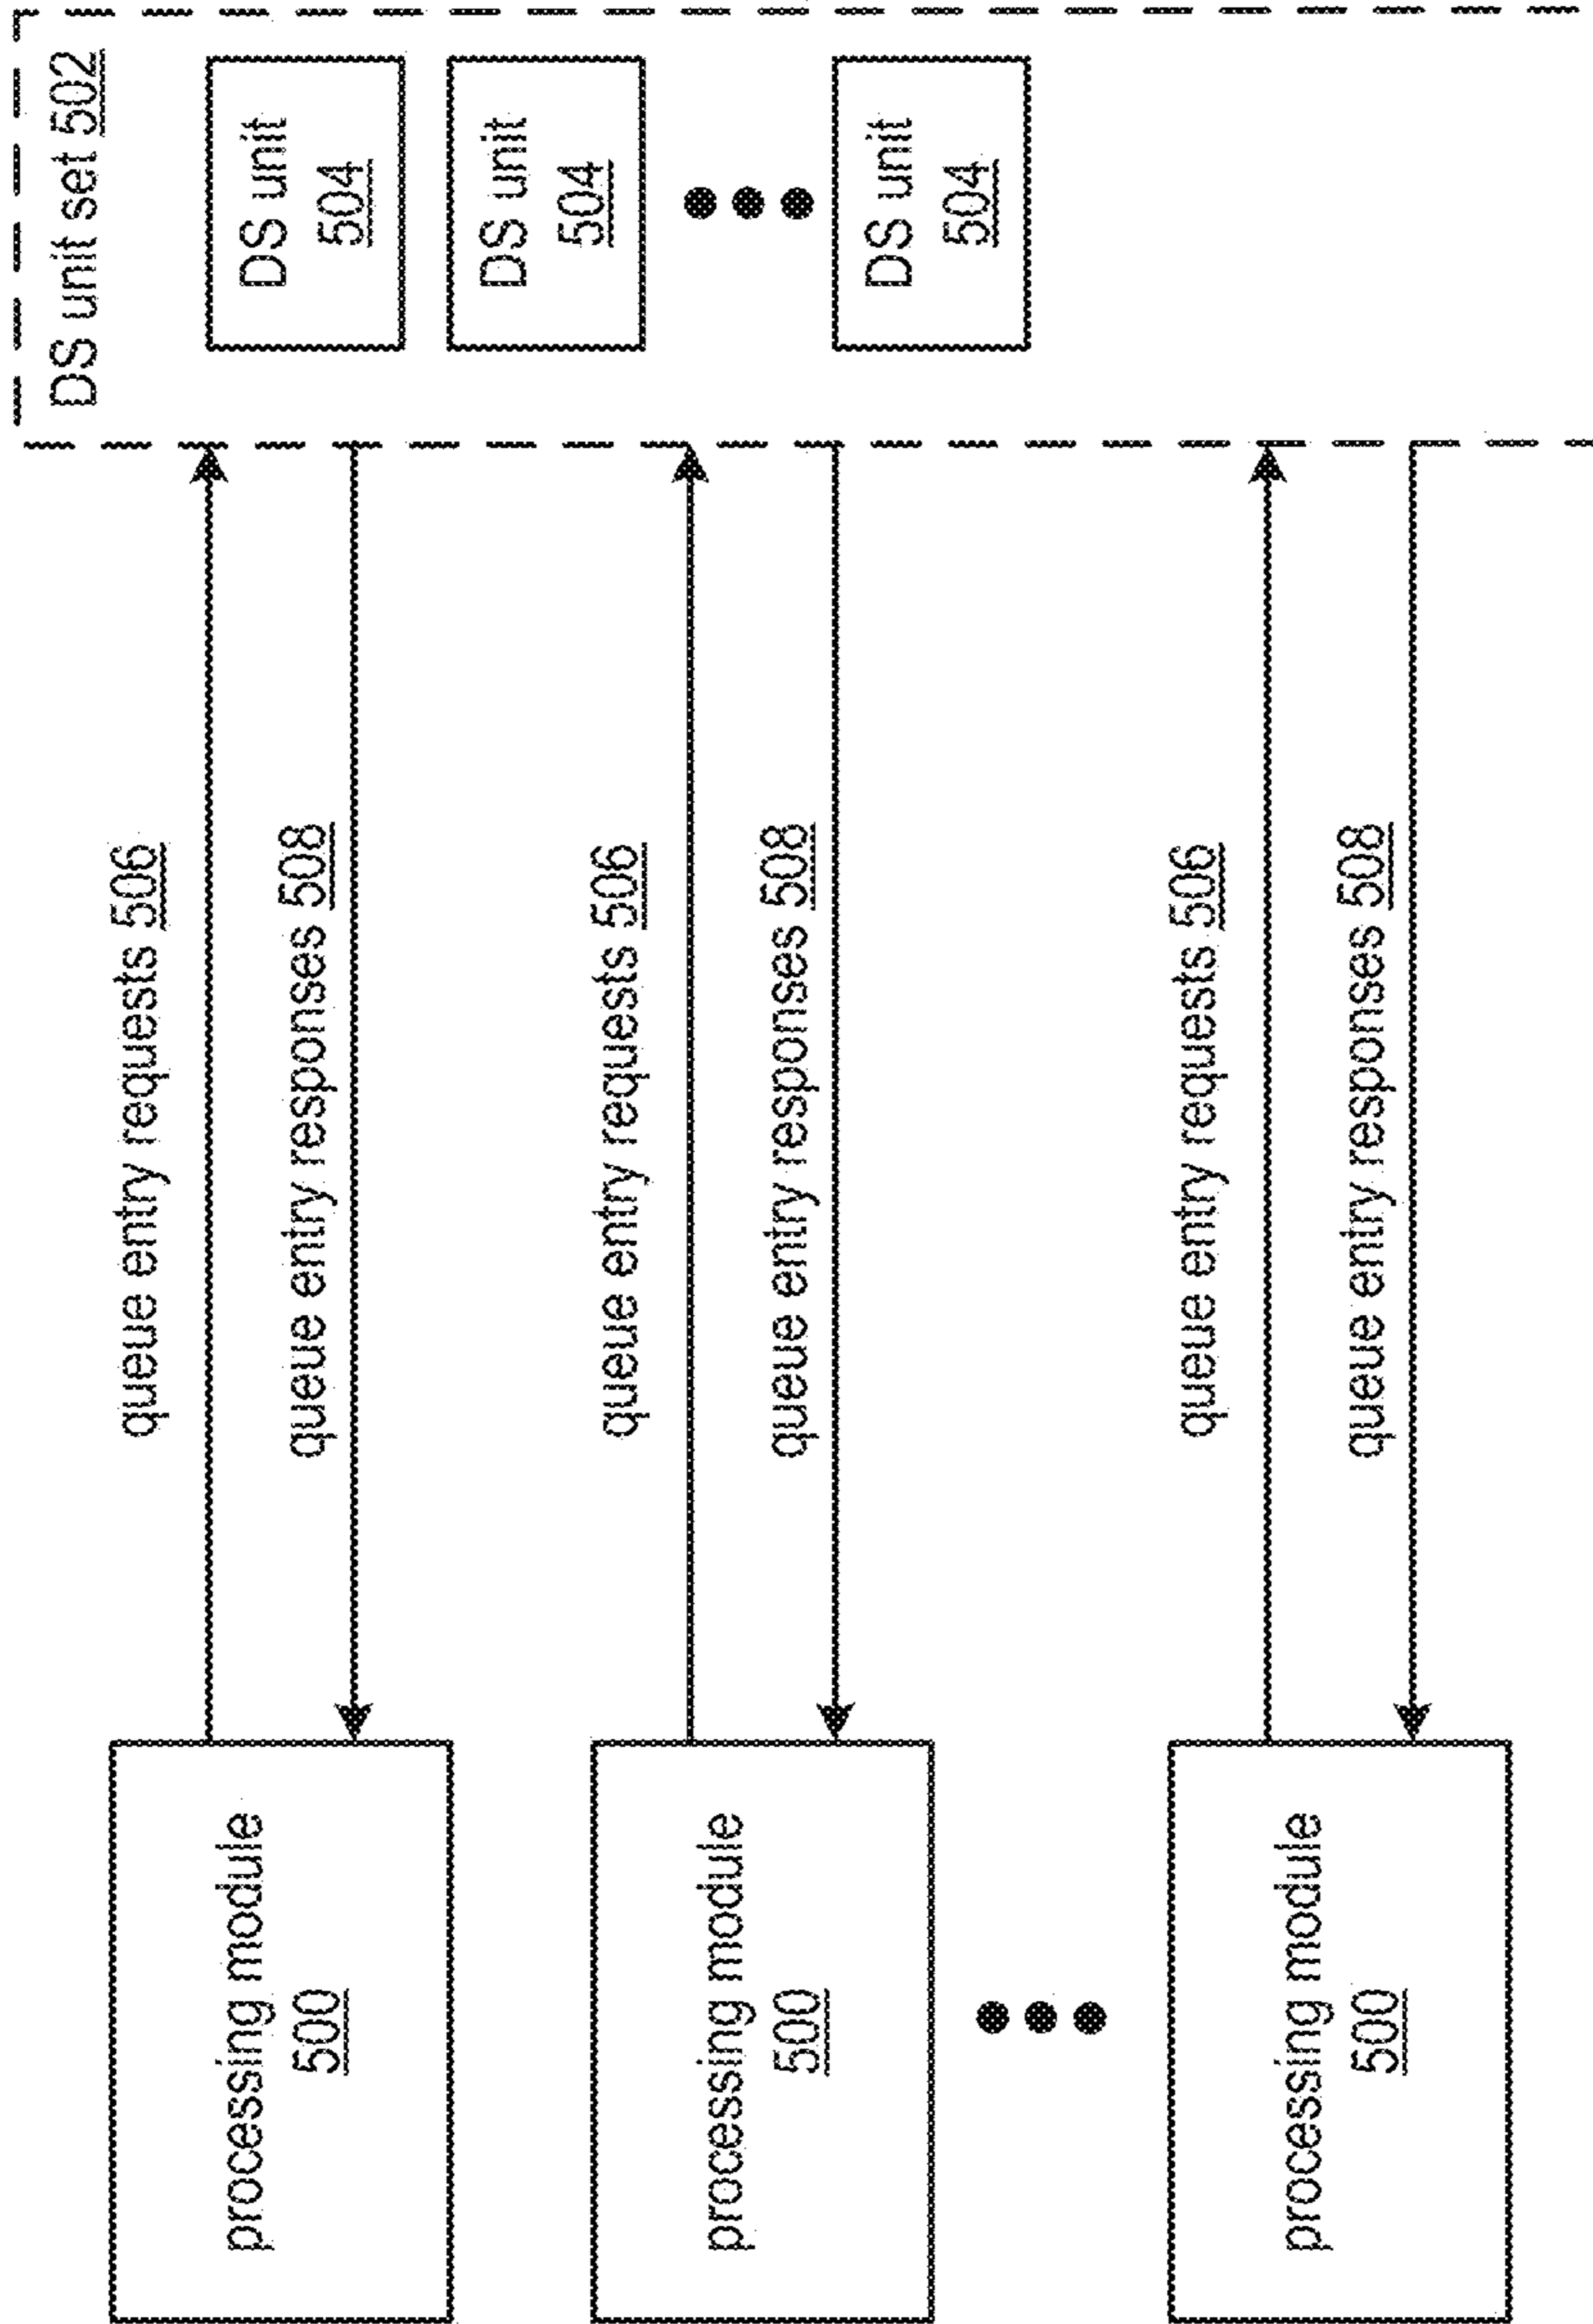 processing module
500
queue entry requests 506
queue entry responses 508
DS unit set 502
DS unit
504
DS unit
504
DS unit
504
processing module
500
queue entry requests 506
queue entry responses 508
processing module
500
queue entry requests 506
queue entry responses 508